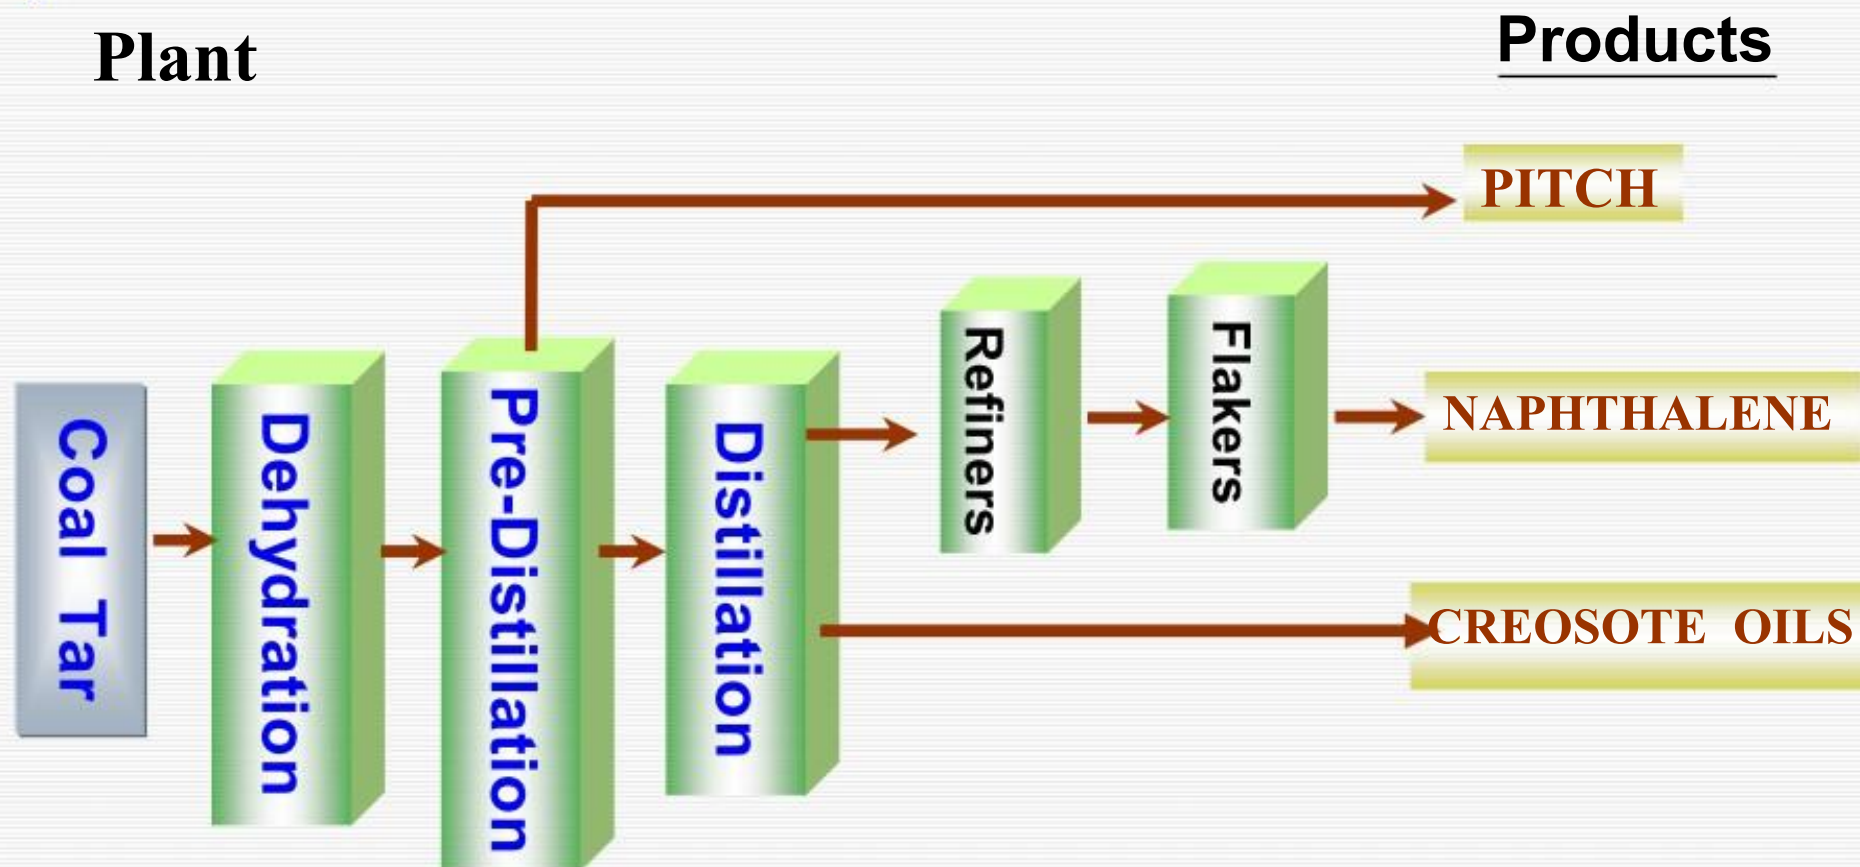 Plant
Products
PITCH
Coal Tar
Dehydration
Pre-Distillation
Distillation
Refiners
Flakers
NAPHTHALENE
CREOSOTE OILS